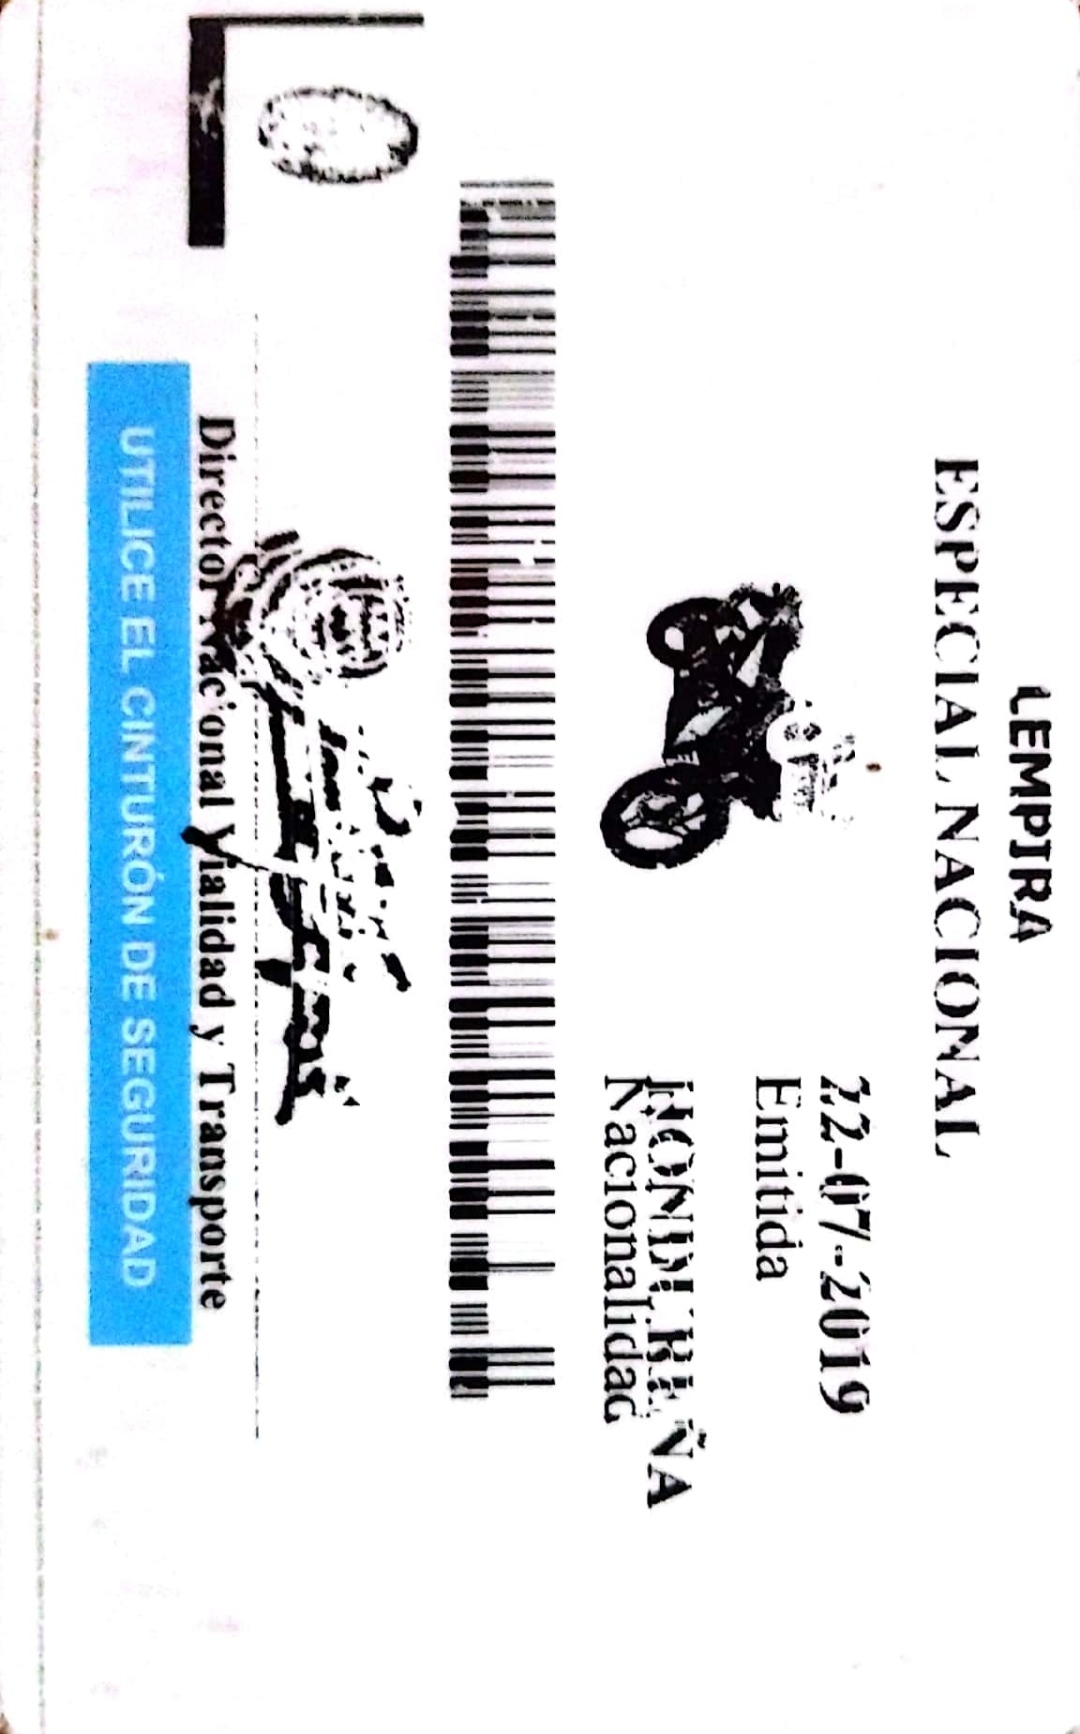 LEMPIRA
ESPECIAL NACIONAL
22-07-2019
Emitida
HONDUREÑA
Nacionalidad
Director Nacional Vialidad y Transporte
UTILICE EL CINTURÓN DE SEGURIDAD